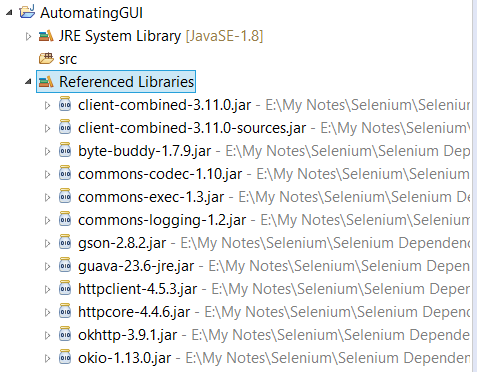 AutomatingGUI
JRE System Library [JavaSE-1.8]
src
Referenced Libraries
client-combined-3.11.0.jar - E:\My Notes\Selenium\Selenium
client-combined-3.11.0-sources.jar - E:\My Notes\Selenium\
byte-buddy-1.7.9.jar - E:\My Notes\Selenium\Selenium Dep
commons-codec-1.10.jar - E:\My Notes\Selenium\Selenium
commons-exec-1.3.jar - E:\My Notes\Selenium\Selenium De
commons-logging-1.2.jar - E:\My Notes\Selenium\Selenium
gson-2.8.2.jar - E:\My Notes\Selenium\Selenium Dependenc
guava-23.6-jre.jar - E:\My Notes\Selenium\Selenium Depen
httpclient-4.5.3.jar - E:\My Notes\Selenium\Selenium Depe
httpcore-4.4.6.jar - E:\My Notes\Selenium\Selenium Depen
okhttp-3.9.1.jar - E:\My Notes\Selenium\Selenium Depende
okio-1.13.0.jar - E:\My Notes\Selenium\Selenium Depender